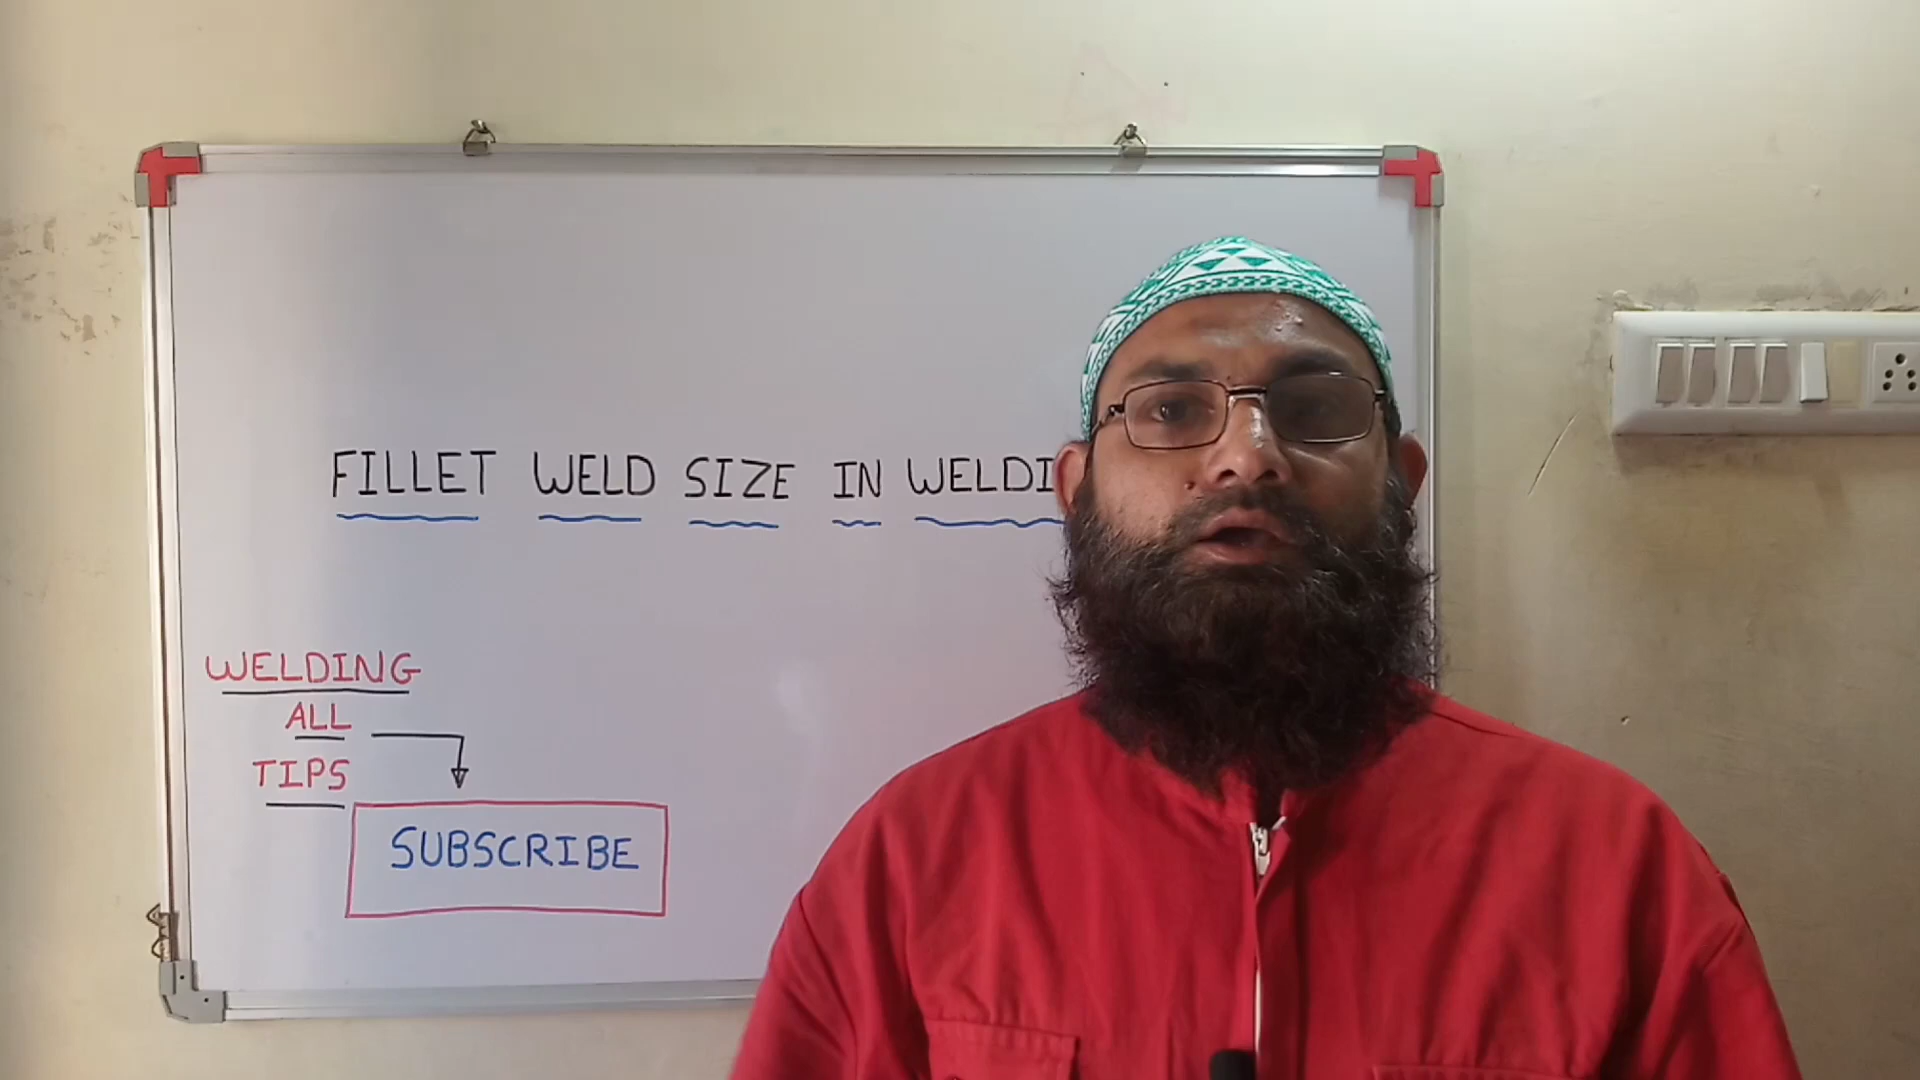 FILLET WELD SIZE IN WELDI
WELDING
ALL
TIPS
SUBSCRIBE